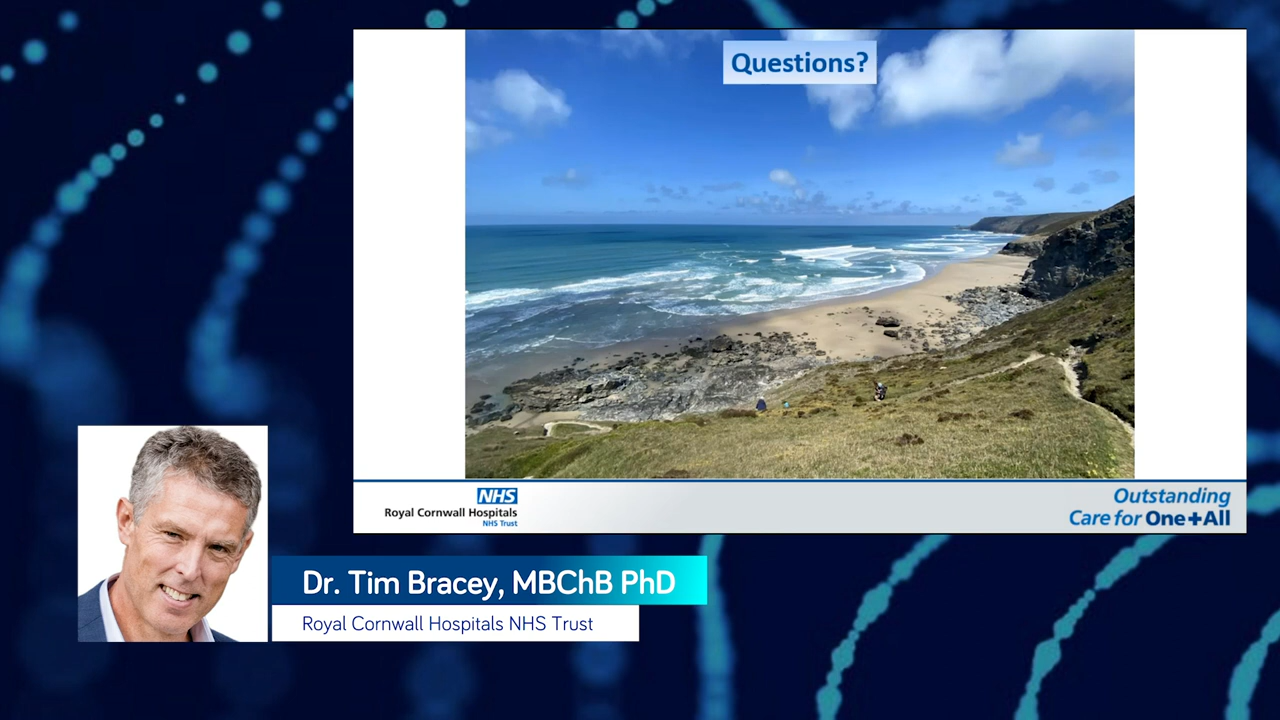 Questions?
NHS
Royal Cornwall Hospitals
NHS Trust
Outstanding
Care for One+All
Dr. Tim Bracey, MBChB PhD
Royal Cornwall Hospitals NHS Trust